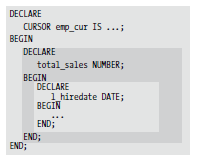 DECLARE
CURSOR emp_cur IS ...;
BEGIN
DECLARE
total_sales NUMBER;
BEGIN
DECLARE
l_hiredate DATE;
BEGIN
...
END;
END;
END;